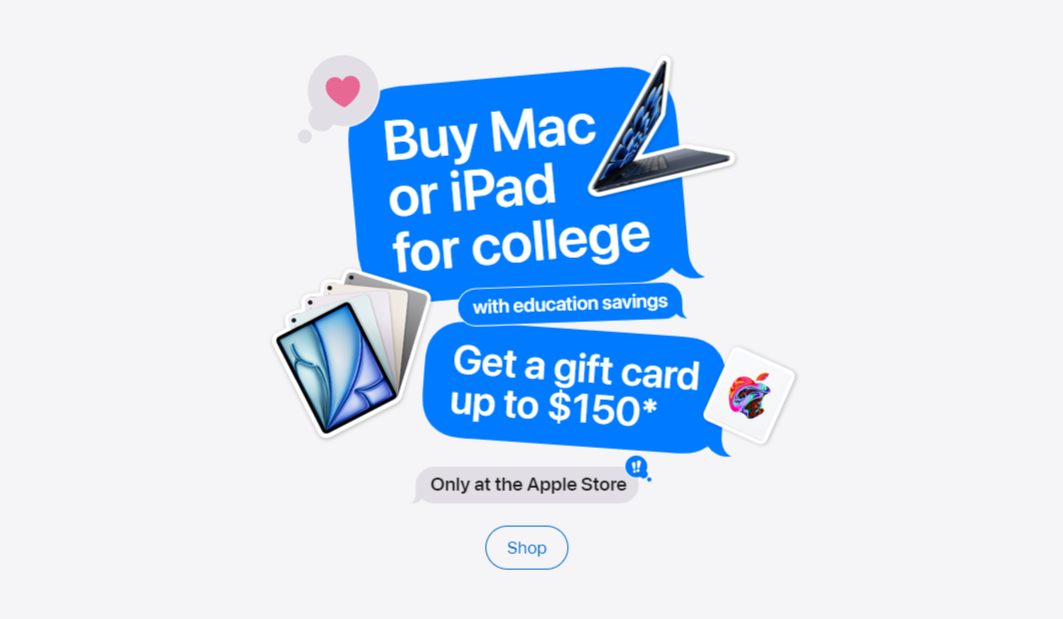 Buy Mac
or iPad
for college
with education savings
Get a gift card
up to $150*
!!
Only at the Apple Store
Shop